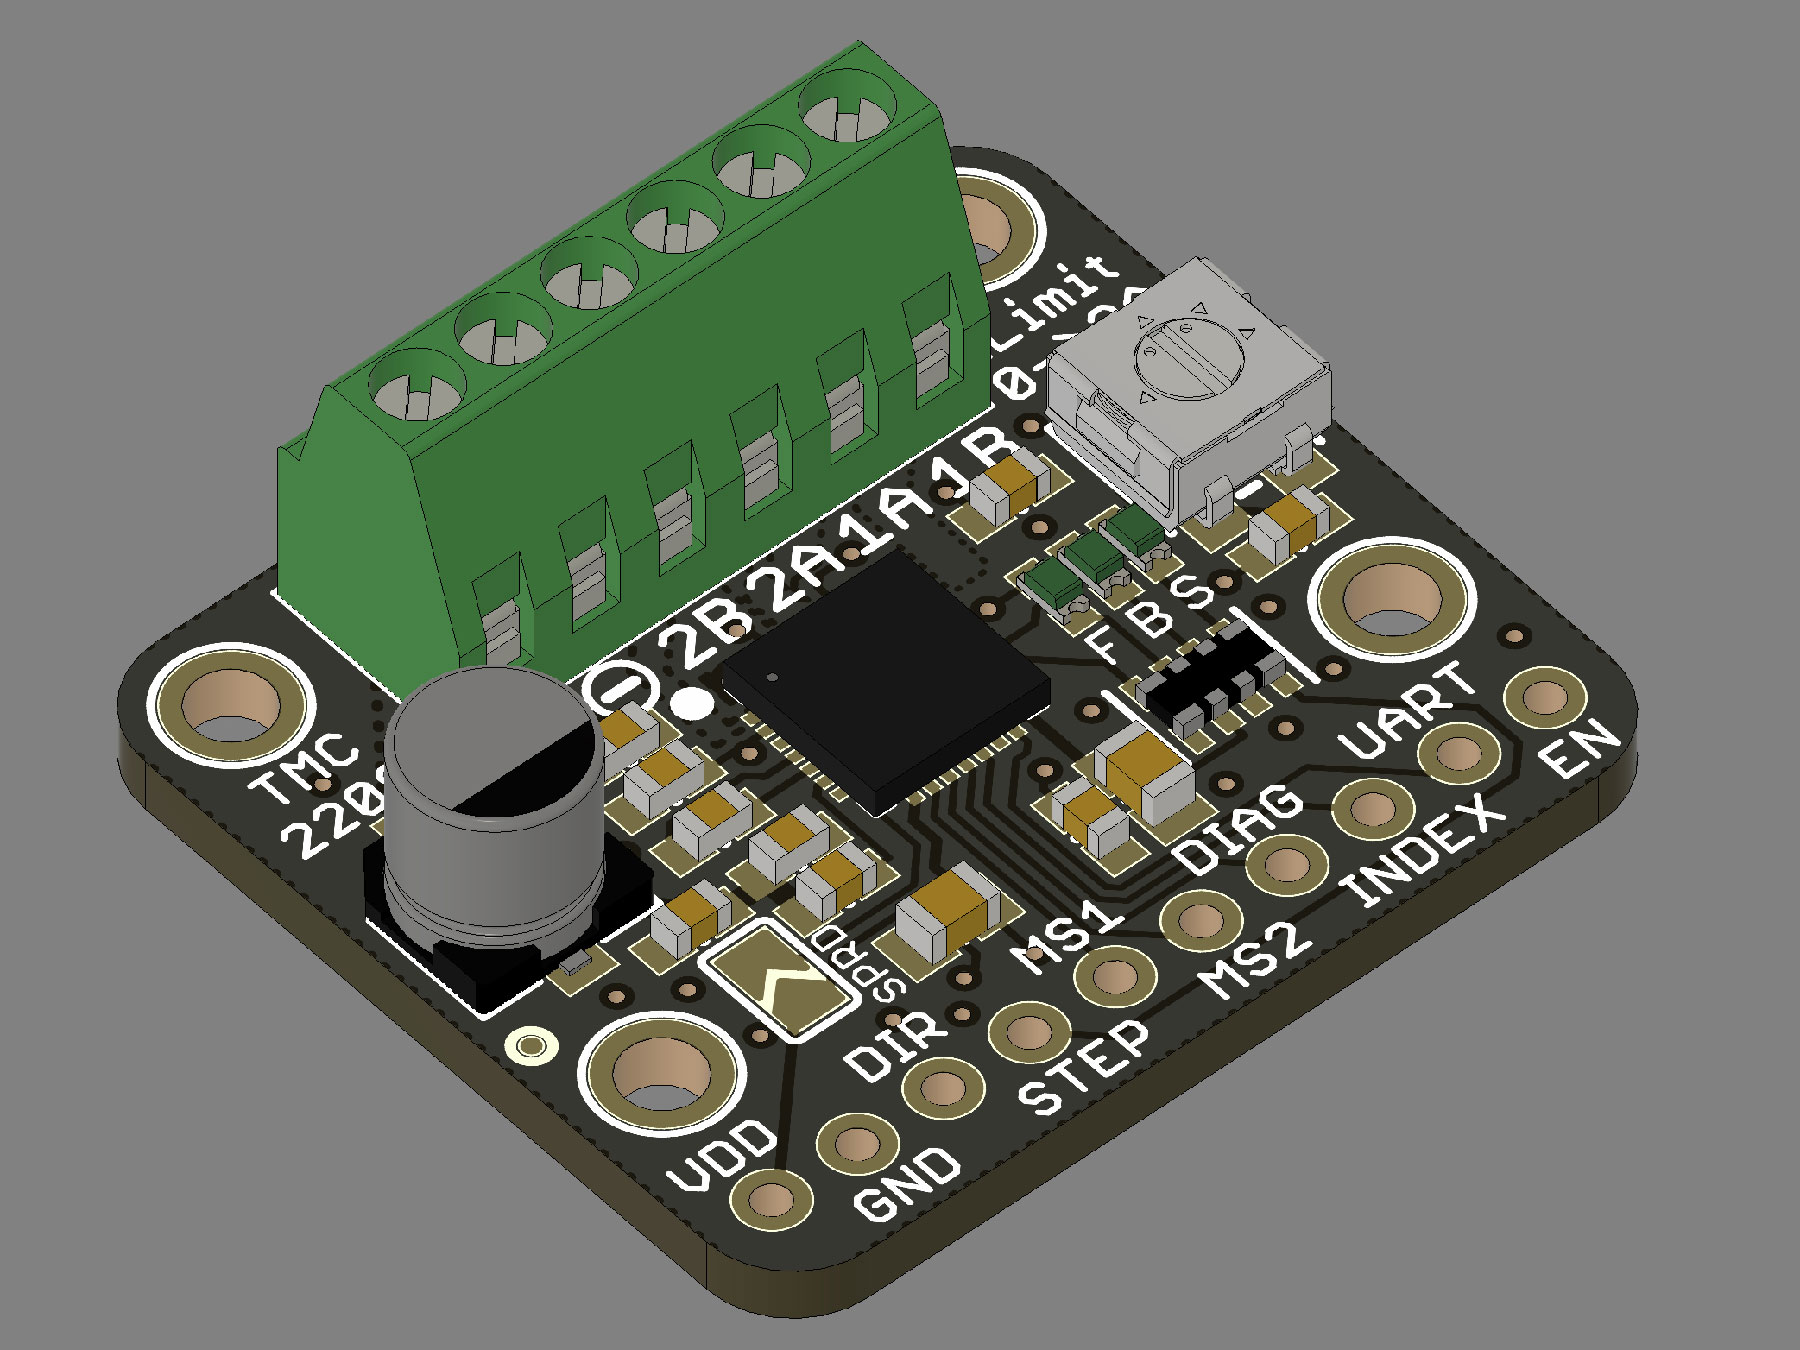 Limit
2B 2A 1A 1B
F B S
TMC
UART
EN
DIAG
INDEX
SPRD
MS1
MS2
DIR
STEP
VDD
GND